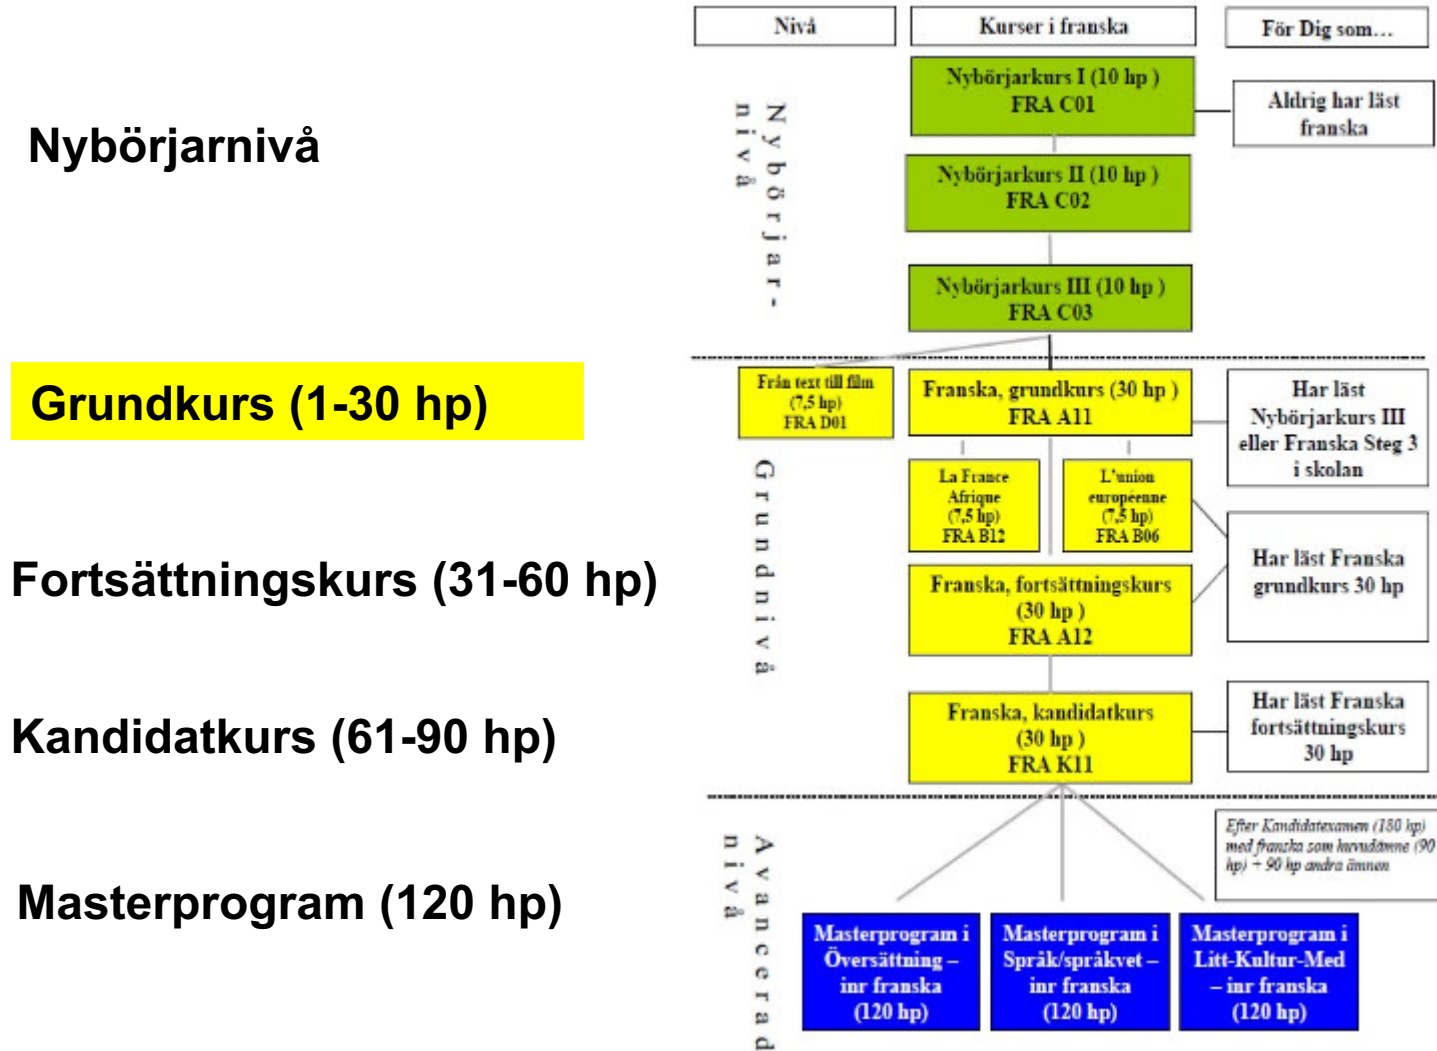 Nybörjarnivå
Grundkurs (1-30 hp)
Fortsättningskurs (31-60 hp)
Kandidatkurs (61-90 hp)
Masterprogram (120 hp)
Nivå
Kurser i franska
För Dig som...
Nybörjar-
nivå
Nybörjarkurs I (10 hp )
FRA C01
Aldrig har läst
franska
Nybörjarkurs II (10 hp )
FRA C02
Nybörjarkurs III (10 hp )
FRA C03
Grundnivå
Från text till film
(7,5 hp)
FRA D01
Franska, grundkurs (30 hp )
FRA A11
Har läst
Nybörjarkurs III
eller Franska Steg 3
i skolan
La France
Afrique
(7,5 hp)
FRA B12
L'union
européenne
(7,5 hp)
FRA B06
Har läst Franska
grundkurs 30 hp
Franska, fortsättningskurs
(30 hp )
FRA A12
Franska, kandidatkurs
(30 hp )
FRA K11
Har läst Franska
fortsättningskurs
30 hp
Avancerad
nivå
Efter Kandidatexamen (180 hp)
med franska som huvudämne (90
hp) + 90 hp andra ämnen
Masterprogram i
Översättning –
inr franska
(120 hp)
Masterprogram i
Språk/språkvet –
inr franska
(120 hp)
Masterprogram i
Litt-Kultur-Med
– inr franska
(120 hp)